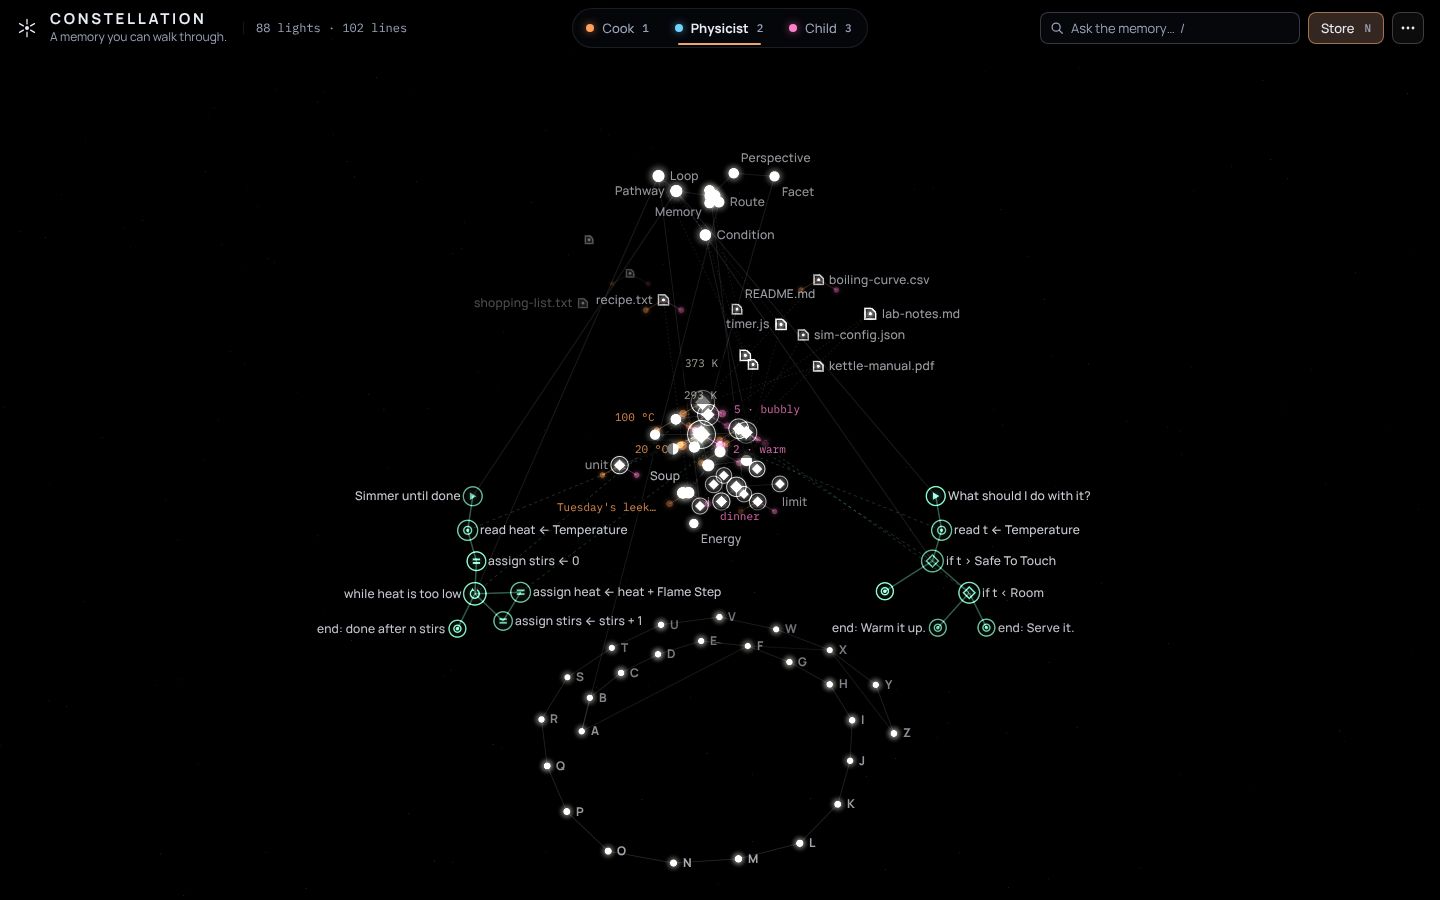 CONSTELLATION
A memory you can walk through.
88 lights · 102 lines
Cook 1
Physicist 2
Child 3
Ask the memory… /
Store N
Perspective
Loop
Pathway
Facet
Route
Memory
Condition
boiling-curve.csv
README.md
shopping-list.txt
recipe.txt
lab-notes.md
timer.js
sim-config.json
373 K
kettle-manual.pdf
293 K
5 · bubbly
100 °C
20 °C
2 · warm
unit
Soup
limit
Tuesday's leek…
dinner
Energy
Simmer until done
read heat ← Temperature
assign stirs ← 0
while heat is too low
assign heat ← heat + Flame Step
assign stirs ← stirs + 1
end: done after n stirs
What should I do with it?
read t ← Temperature
if t > Safe To Touch
if t < Room
end: Warm it up.
end: Serve it.
V
U
W
T
E
F
X
D
G
C
S
H
Y
B
R
I
A
Z
Q
J
K
P
L
O
N
M